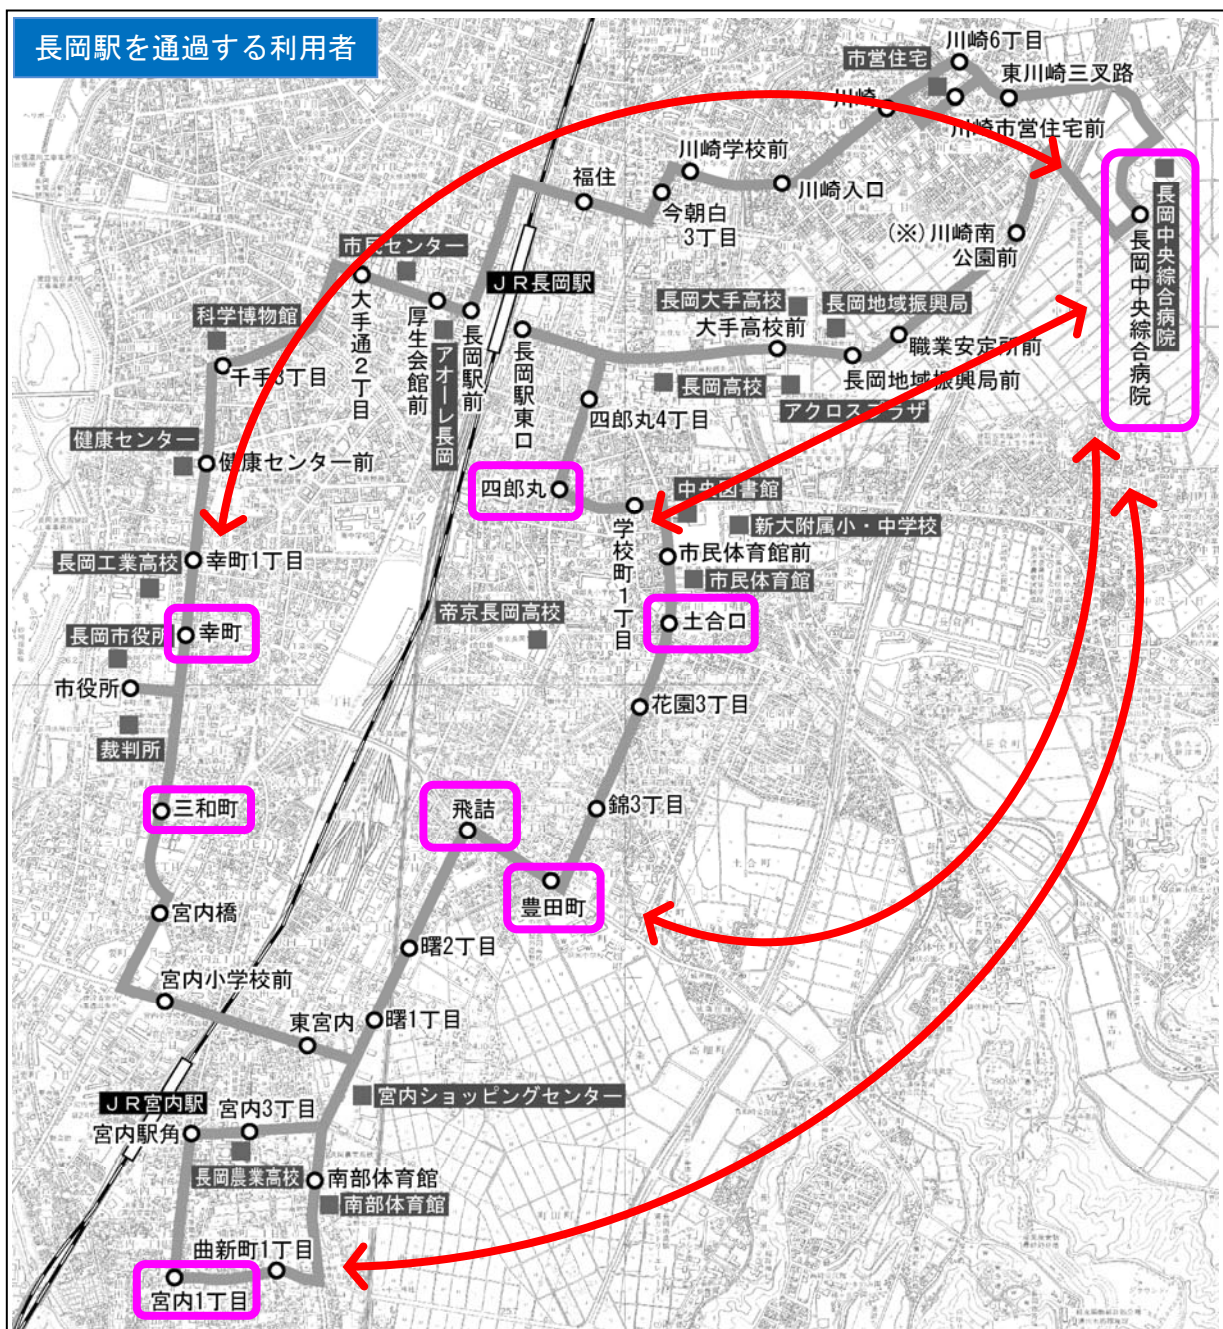 長岡駅を通過する利用者
川崎6丁目
市営住宅
東川崎三叉路
川崎
川崎市営住宅前
川崎学校前
川崎入口
福住
今朝白
3丁目
長岡中央綜合病院
長岡中央綜合病院
(※)川崎南
公園前
市民センター
JR長岡駅
大手通2丁目
厚生会館前
アオーレ長岡
長岡駅前
長岡駅東口
長岡大手高校
大手高校前
長岡地域振興局
職業安定所前
長岡地域振興局前
科学博物館
千手3丁目
長岡高校
アクロスプラザ
四郎丸4丁目
健康センター
健康センター前
四郎丸
中央図書館
新大附属小・中学校
学校町1丁目
市民体育館前
市民体育館
長岡工業高校
幸町1丁目
帝京長岡高校
土合口
長岡市役所
幸町
市役所
裁判所
花園3丁目
三和町
飛詰
錦3丁目
豊田町
宮内橋
曙2丁目
宮内小学校前
東宮内
曙1丁目
宮内ショッピングセンター
JR宮内駅
宮内3丁目
宮内駅角
長岡農業高校
南部体育館
南部体育館
曲新町1丁目
宮内1丁目